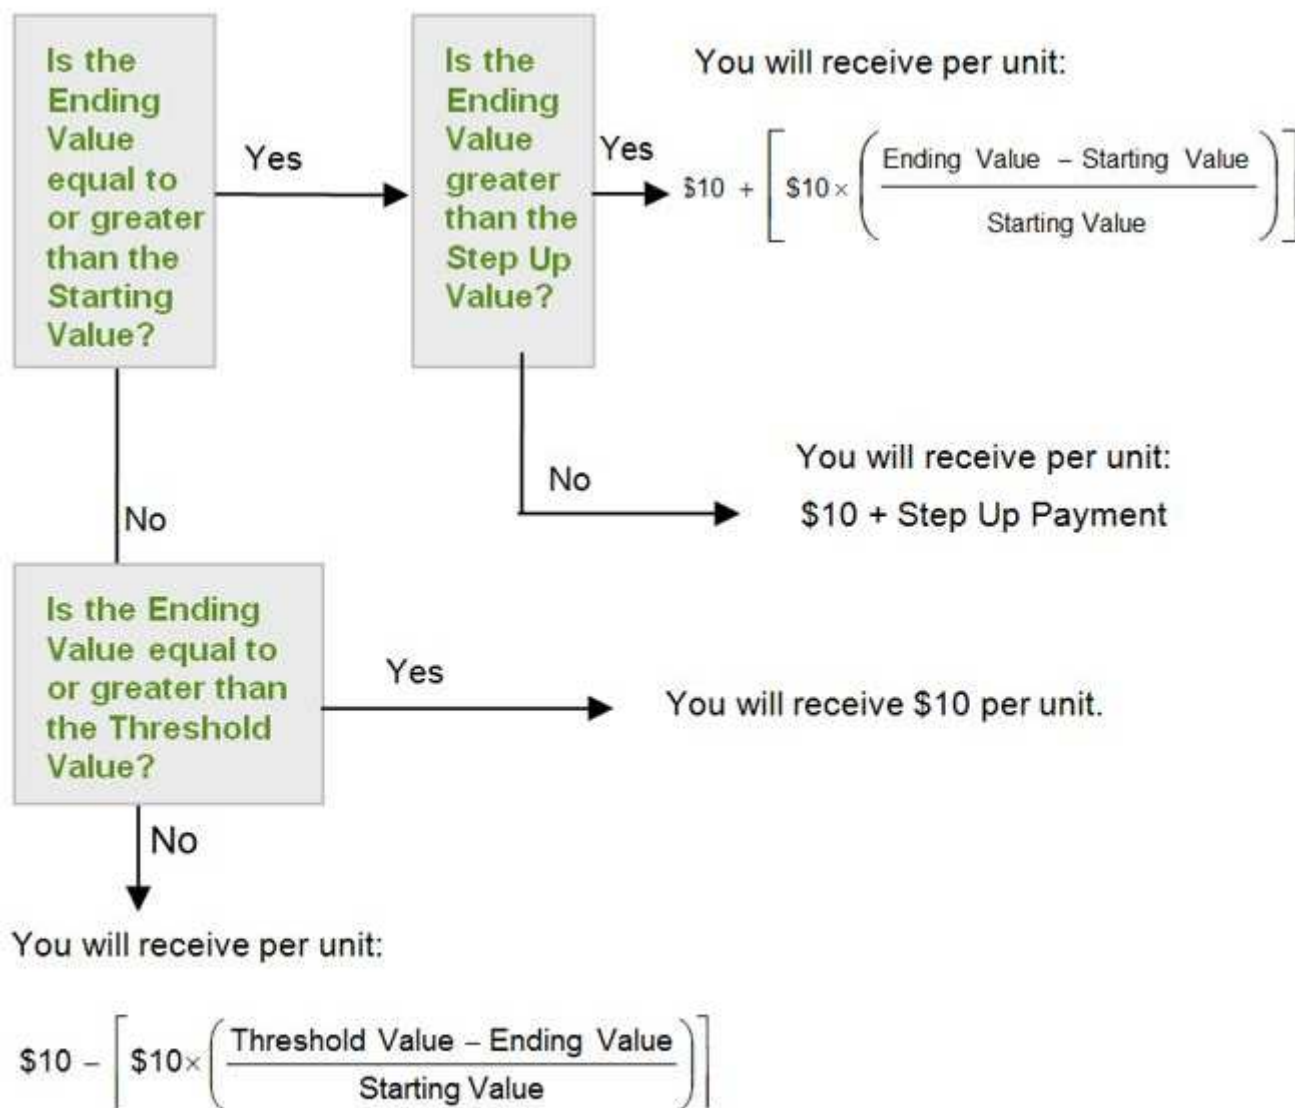 Is the
Ending
Value
equal to
or greater
than the
Starting
Value?
Yes
Is the
Ending
Value
greater
than the
Step Up
Value?
Yes
You will receive per unit:
$10 + [ $10 × ( Ending Value – Starting Value
Starting Value ) ]
No
You will receive per unit:
$10 + Step Up Payment
No
Is the Ending
Value equal to
or greater than
the Threshold
Value?
Yes
You will receive $10 per unit.
No
You will receive per unit:
$10 – [ $10× ( Threshold Value – Ending Value
Starting Value ) ]